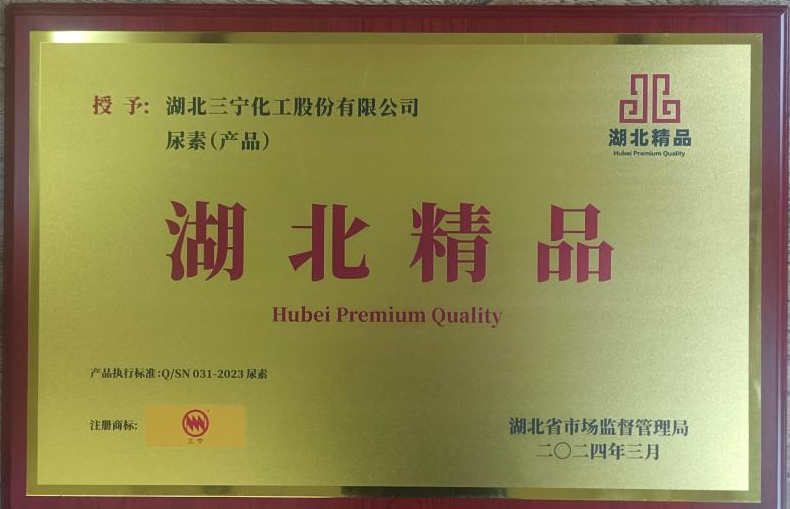 授 予: 湖北三宁化工股份有限公司
尿素(产品)
湖北精品
Hubei Premium Quality
湖北精品
Hubei Premium Quality
产品执行标准:Q/SN 031-2023 尿素
注册商标:
三宁
湖北省市场监督管理局
二〇二四年三月